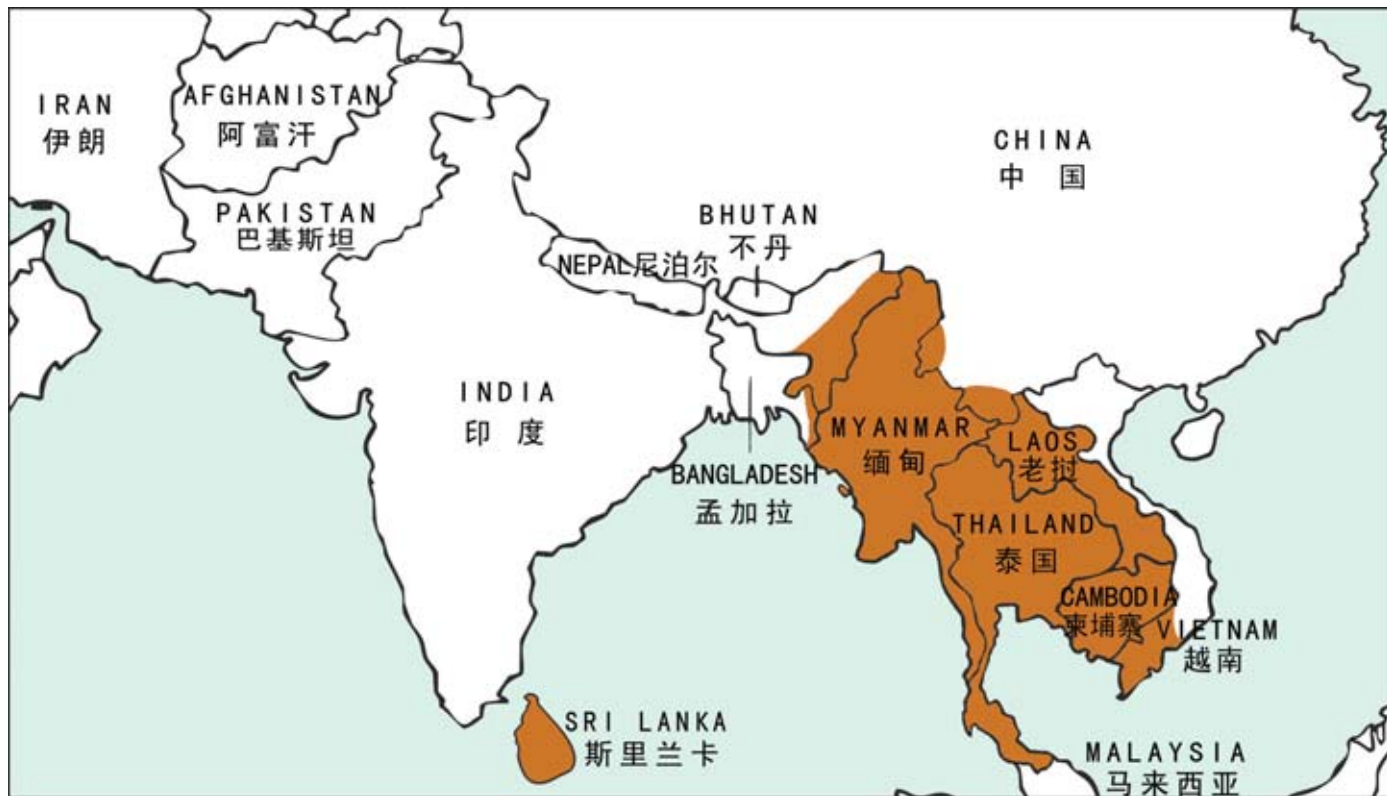 IRAN
伊朗
AFGHANISTAN
阿富汗
PAKISTAN
巴基斯坦
CHINA
中 国
BHUTAN
不丹
NEPAL尼泊尔
INDIA
印 度
BANGLADESH
孟加拉
MYANMAR
缅甸
LAOS
老挝
THAILAND
泰国
CAMBODIA
柬埔寨
VIETNAM
越南
SRI LANKA
斯里兰卡
MALAYSIA
马来西亚